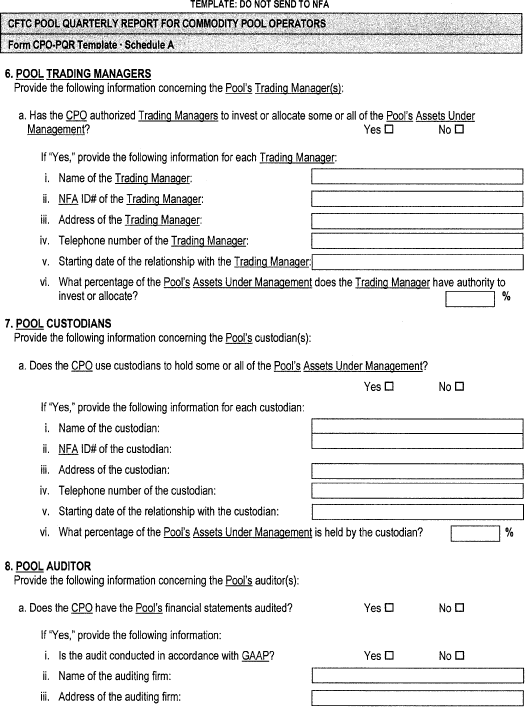 TEMPLATE: DO NOT SEND TO NFA
CFTC POOL QUARTERLY REPORT FOR COMMODITY POOL OPERATORS
Form CPO-PQR Template · Schedule A
6. POOL TRADING MANAGERS
Provide the following information concerning the Pool's Trading Manager(s):
a. Has the CPO authorized Trading Managers to invest or allocate some or all of the Pool's Assets Under
Management? Yes ☐ No ☐
If "Yes," provide the following information for each Trading Manager:
i. Name of the Trading Manager:
ii. NFA ID# of the Trading Manager:
iii. Address of the Trading Manager:
iv. Telephone number of the Trading Manager:
v. Starting date of the relationship with the Trading Manager:
vi. What percentage of the Pool's Assets Under Management does the Trading Manager have authority to
invest or allocate? %
7. POOL CUSTODIANS
Provide the following information concerning the Pool's custodian(s):
a. Does the CPO use custodians to hold some or all of the Pool's Assets Under Management?
Yes ☐ No ☐
If "Yes," provide the following information for each custodian:
i. Name of the custodian:
ii. NFA ID# of the custodian:
iii. Address of the custodian:
iv. Telephone number of the custodian:
v. Starting date of the relationship with the custodian:
vi. What percentage of the Pool's Assets Under Management is held by the custodian? %
8. POOL AUDITOR
Provide the following information concerning the Pool's auditor(s):
a. Does the CPO have the Pool's financial statements audited? Yes ☐ No ☐
If "Yes," provide the following information:
i. Is the audit conducted in accordance with GAAP? Yes ☐ No ☐
ii. Name of the auditing firm:
iii. Address of the auditing firm: